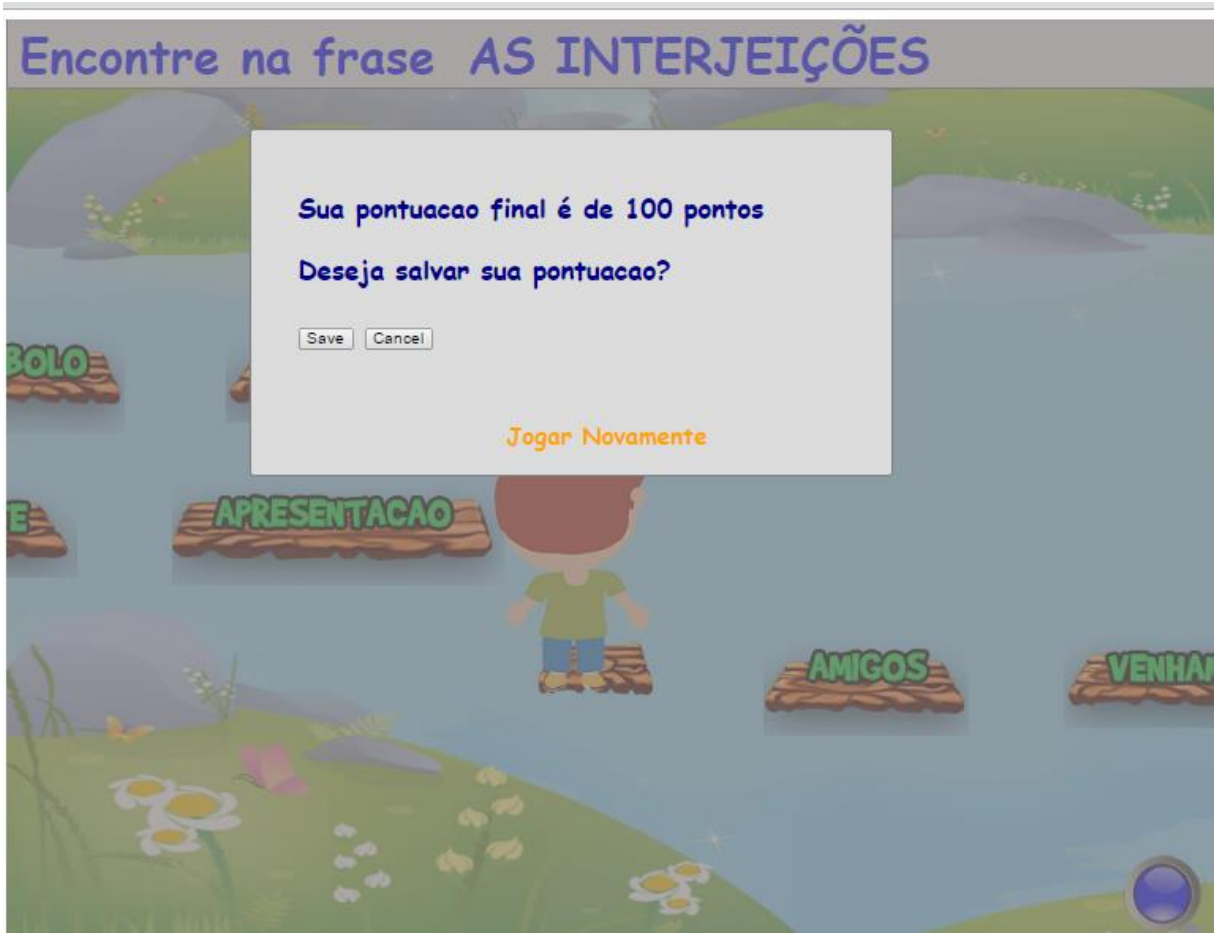 Encontre na frase AS INTERJEIÇÕES
Sua pontuacao final é de 100 pontos
Deseja salvar sua pontuacao?
Save Cancel
Jogar Novamente
BOLO
APRESENTACAO
AMIGOS